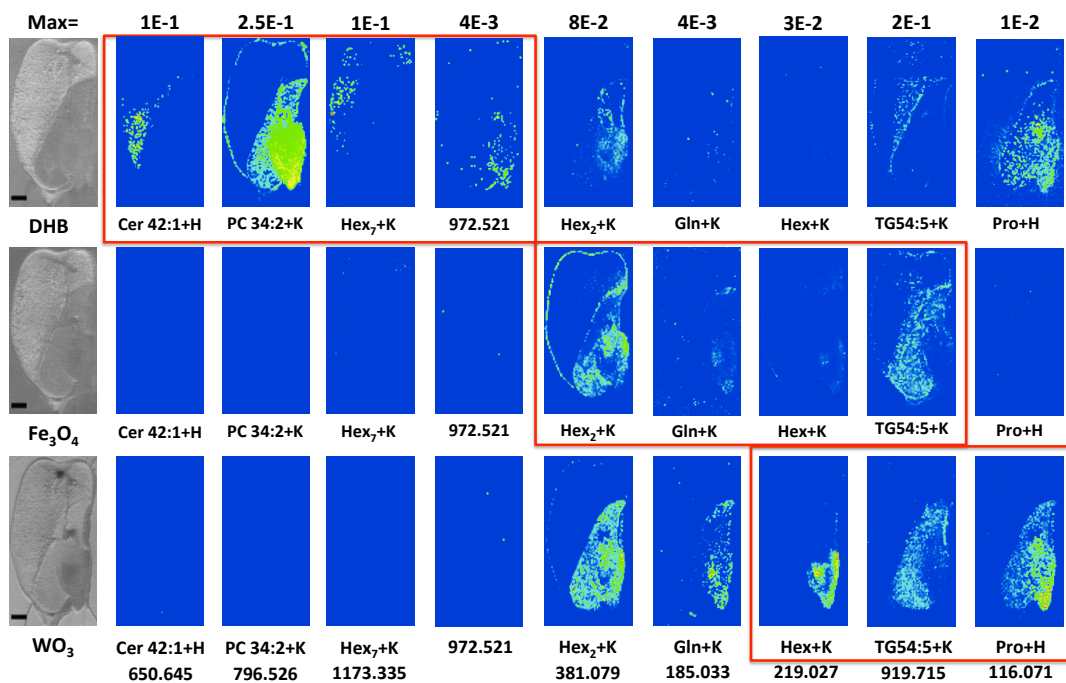 Max= 1E-1 2.5E-1 1E-1 4E-3 8E-2 4E-3 3E-2 2E-1 1E-2
Cer 42:1+H PC 34:2+K Hex₇+K 972.521 Hex₂+K Gln+K Hex+K TG54:5+K Pro+H
DHB
Cer 42:1+H PC 34:2+K Hex₇+K 972.521 Hex₂+K Gln+K Hex+K TG54:5+K Pro+H
Fe₃O₄
WO₃ Cer 42:1+H PC 34:2+K Hex₇+K 972.521 Hex₂+K Gln+K Hex+K TG54:5+K Pro+H
650.645 796.526 1173.335 381.079 185.033 219.027 919.715 116.071